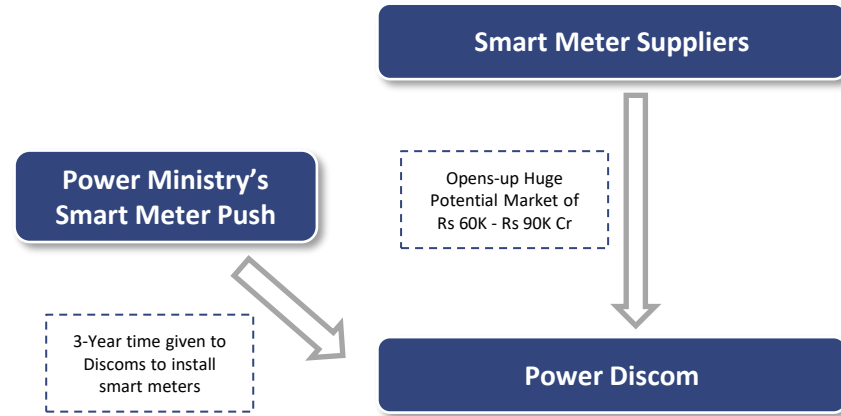 Smart Meter Suppliers
Power Ministry’s
Smart Meter Push
Opens-up Huge
Potential Market of
Rs 60K - Rs 90K Cr
3-Year time given to
Discoms to install
smart meters
Power Discom